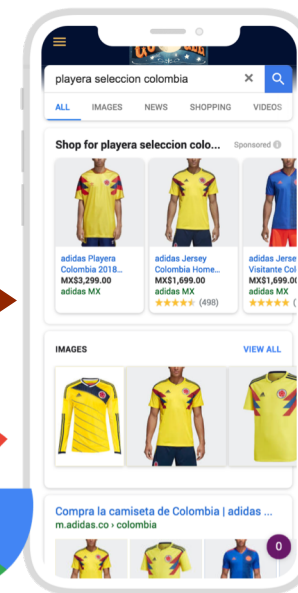 playera seleccion colombia
ALL IMAGES NEWS SHOPPING VIDEOS
Shop for playera seleccion colo... Sponsored
adidas Playera
Colombia 2018...
MX$3,299.00
adidas MX
adidas Jersey
Colombia Home...
MX$1,699.00
adidas MX
(498)
adidas Jerse
Visitante Col
MX$1,699.00
adidas MX
IMAGES VIEW ALL
Compra la camiseta de Colombia | adidas ...
m.adidas.co › colombia
0